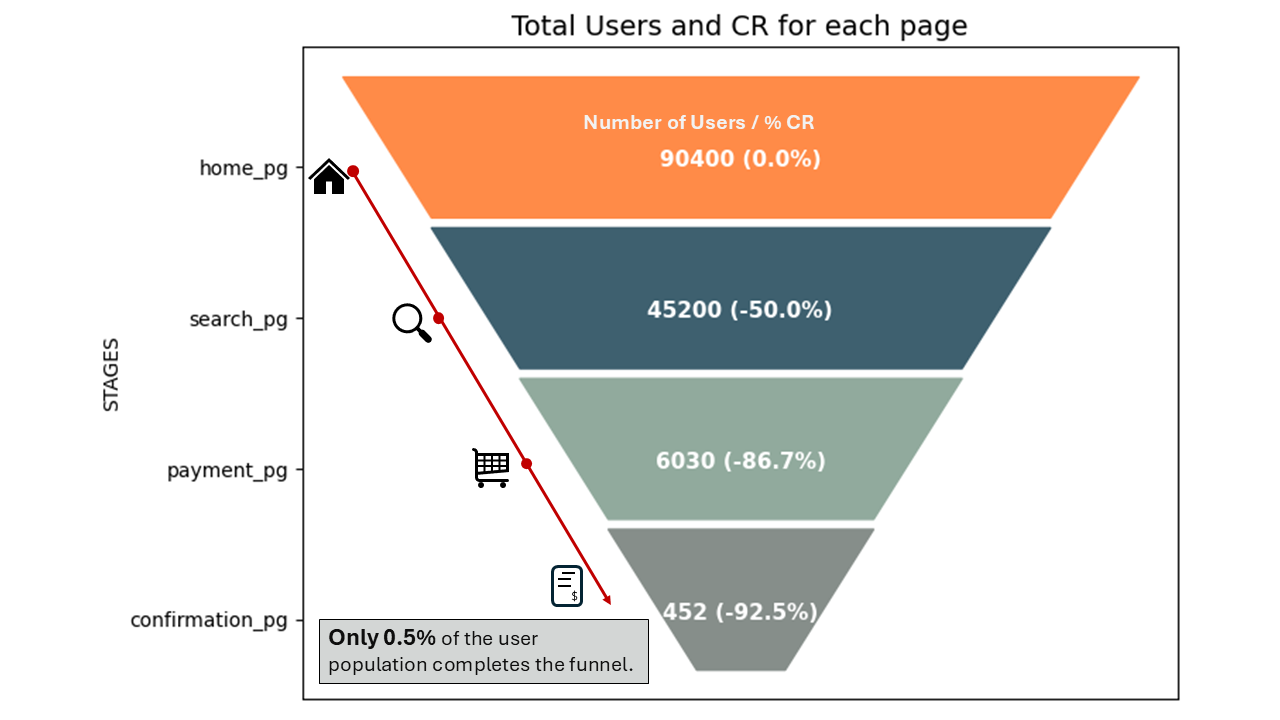 Total Users and CR for each page
Number of Users / % CR
90400 (0.0%)
home_pg
45200 (-50.0%)
search_pg
STAGES
6030 (-86.7%)
payment_pg
$
452 (-92.5%)
confirmation_pg
Only 0.5% of the user
population completes the funnel.